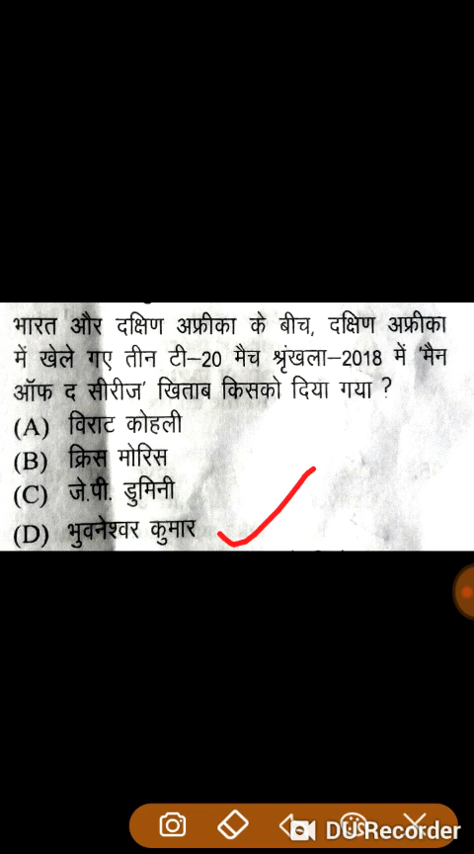 भारत और दक्षिण अफ्रीका के बीच, दक्षिण अफ्रीका
में खेले गए तीन टी–20 मैच श्रृंखला–2018 में 'मैन
ऑफ द सीरीज' खिताब किसको दिया गया ?
(A) विराट कोहली
(B) क्रिस मोरिस
(C) जे.पी. डुमिनी
(D) भुवनेश्वर कुमार
DU Recorder